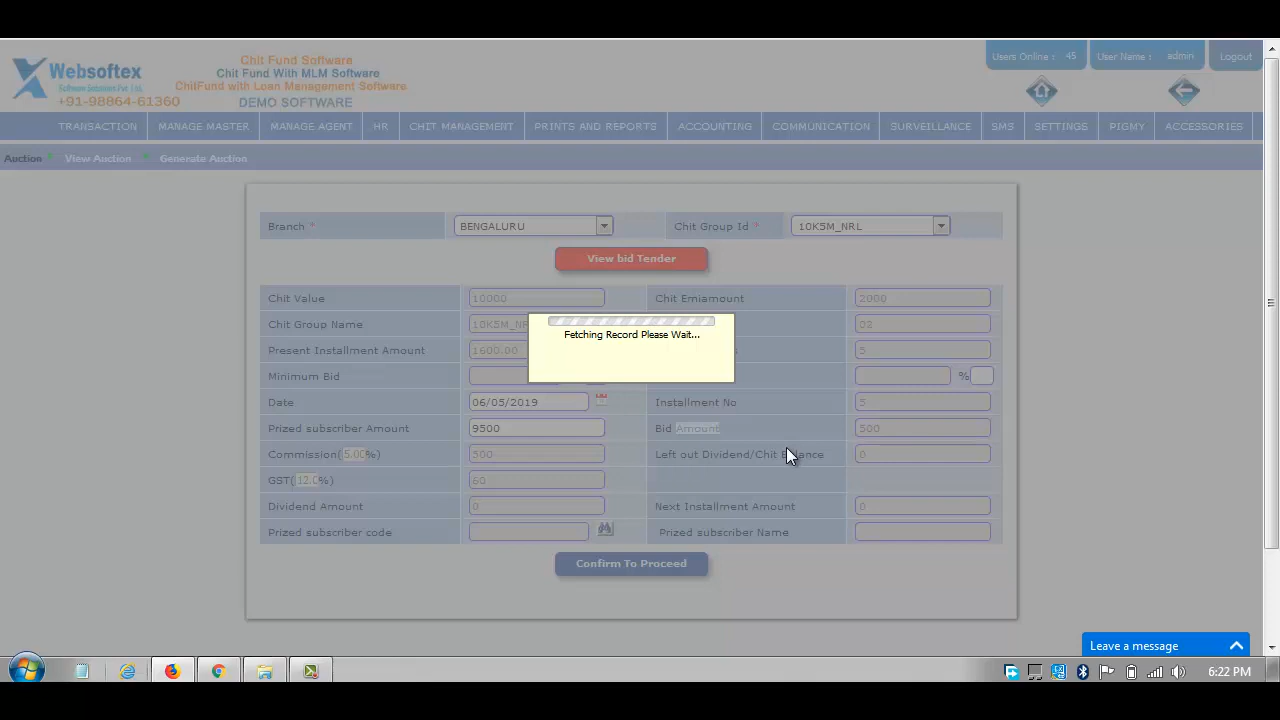 Users Online : 45 User Name : admin Logout
Websoftex
Chit Fund Software
Chit Fund With MLM Software
ChitFund with Loan Management Software
DEMO SOFTWARE
+91-98864-61360
TRANSACTION MANAGE MASTER MANAGE AGENT HR CHIT MANAGEMENT PRINTS AND REPORTS ACCOUNTING COMMUNICATION SURVEILLANCE SMS SETTINGS PIGMY ACCESSORIES
Auction View Auction Generate Auction
Branch * BENGALURU Chit Group Id * 10K5M_NRL
View bid Tender
Chit Value 10000 Chit Emiamount 2000
Chit Group Name 02
Present Installment Amount 1600.00 5
Minimum Bid %
Date 06/05/2019 Installment No 5
Prized subscriber Amount 9500 Bid Amount 500
Commission( 5.00 %) 500 Left out Dividend/Chit Balance 0
GST( 12.0 %) 60
Dividend Amount 0 Next Installment Amount 0
Prized subscriber code Prized subscriber Name
Fetching Record Please Wait...
Confirm To Proceed
Leave a message
6:22 PM